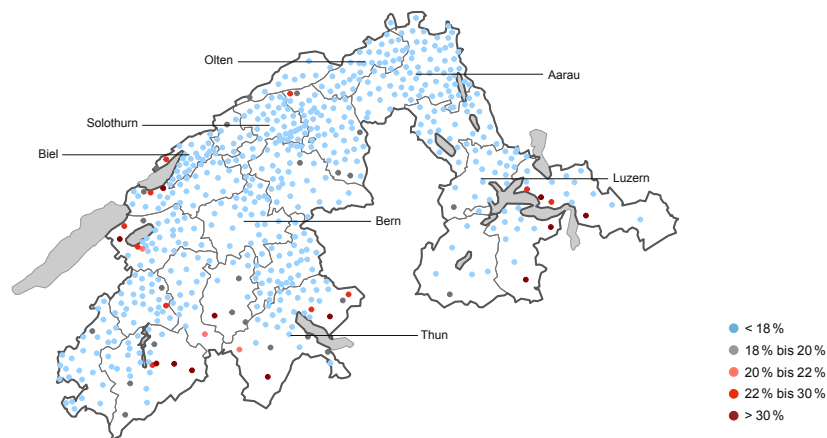 Olten
Aarau
Solothurn
Biel
Luzern
Bern
Thun
< 18 %
18 % bis 20 %
20 % bis 22 %
22 % bis 30 %
> 30 %